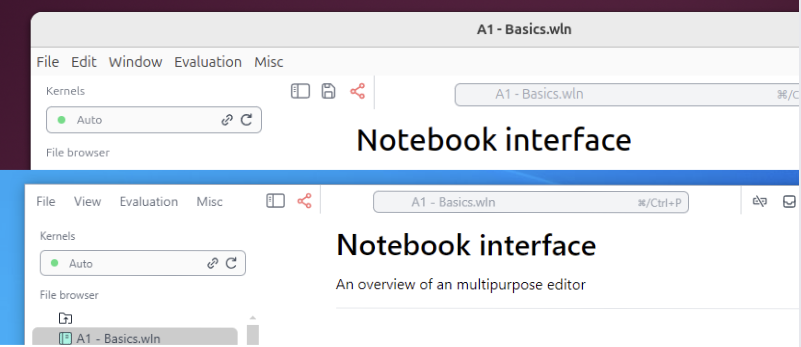 A1 - Basics.wln
File Edit Window Evaluation Misc
Kernels
A1 - Basics.wln ⌘/C
Auto
File browser
Notebook interface
File View Evaluation Misc
A1 - Basics.wln ⌘/Ctrl+P
Kernels
Auto
Notebook interface
An overview of an multipurpose editor
File browser
A1 - Basics.wln